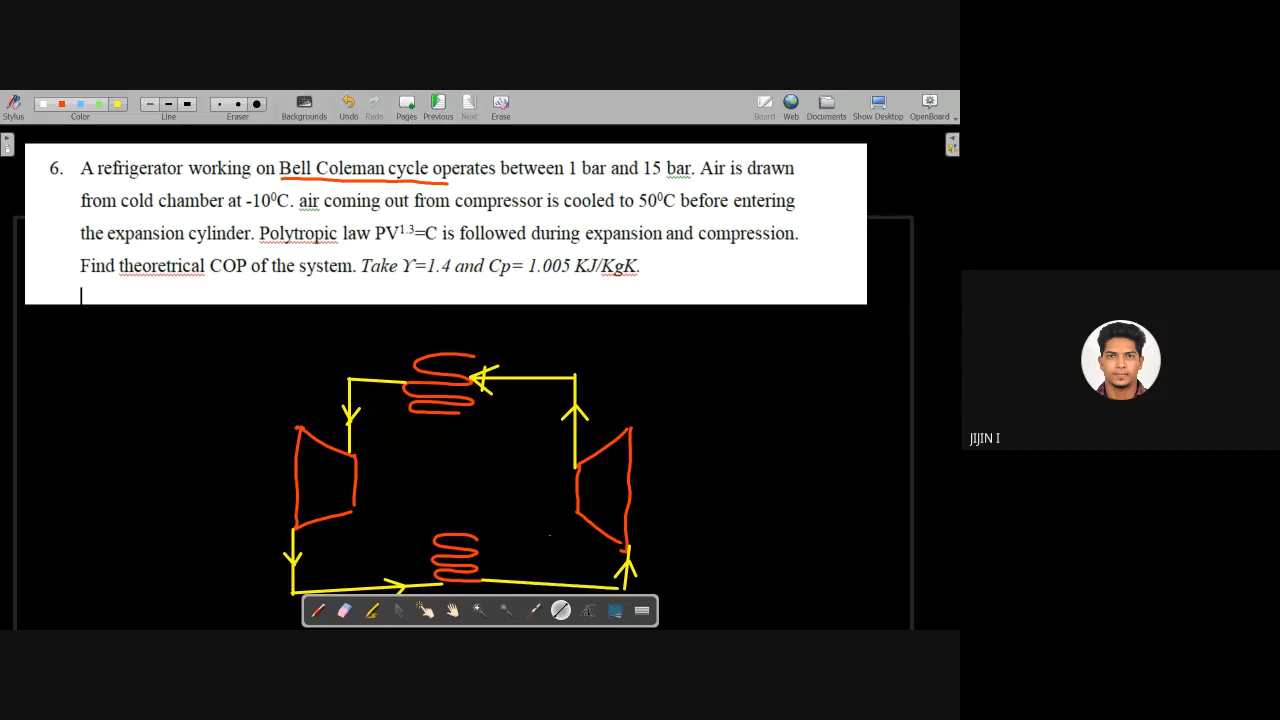 Stylus
Color
Line
Eraser
Backgrounds
Undo
Redo
Pages
Previous
Next
Erase
Board
Web
Documents
Show Desktop
OpenBoard
6. A refrigerator working on Bell Coleman cycle operates between 1 bar and 15 bar. Air is drawn
from cold chamber at -10⁰C. air coming out from compressor is cooled to 50⁰C before entering
the expansion cylinder. Polytropic law PV¹·³=C is followed during expansion and compression.
Find theoretrical COP of the system. Take ϒ=1.4 and Cp= 1.005 KJ/KgK.
JIJIN I